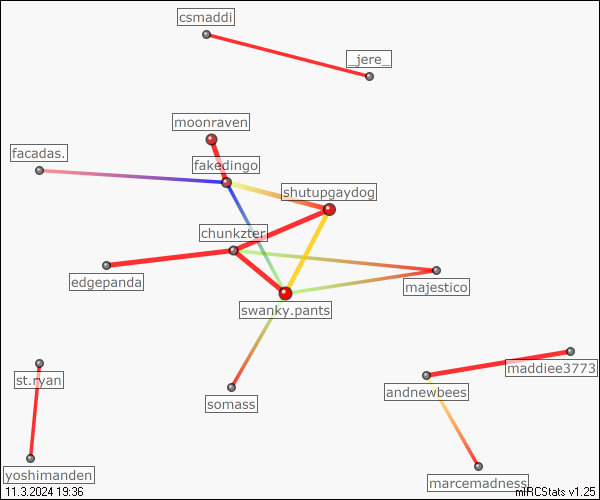 csmaddi
_jere_
moonraven
facadas.
fakedingo
shutupgaydog
chunkzter
edgepanda
majestico
swanky.pants
maddiee3773
st.ryan
andnewbees
somass
yoshimanden
marcemadness
11.3.2024 19:36
mIRCStats v1.25